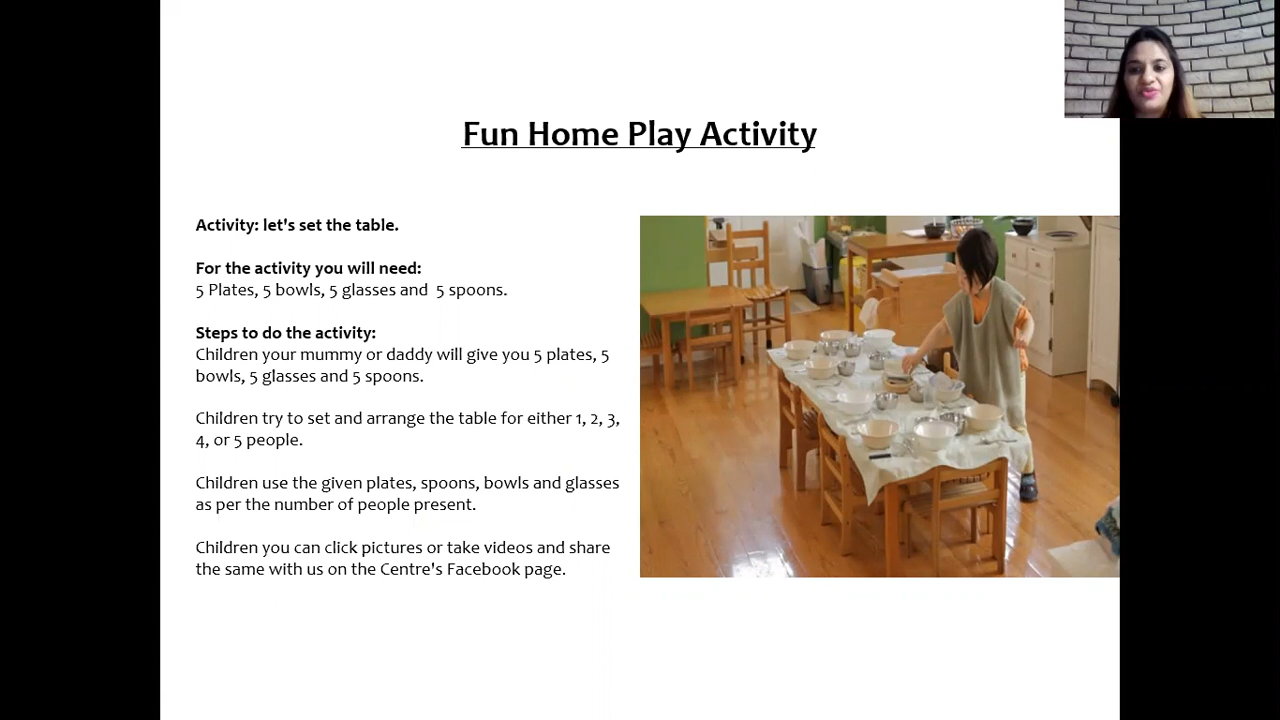 Fun Home Play Activity
Activity: let's set the table.
For the activity you will need:
5 Plates, 5 bowls, 5 glasses and  5 spoons.
Steps to do the activity:
Children your mummy or daddy will give you 5 plates, 5
bowls, 5 glasses and 5 spoons.
Children try to set and arrange the table for either 1, 2, 3,
4, or 5 people.
Children use the given plates, spoons, bowls and glasses
as per the number of people present.
Children you can click pictures or take videos and share
the same with us on the Centre's Facebook page.